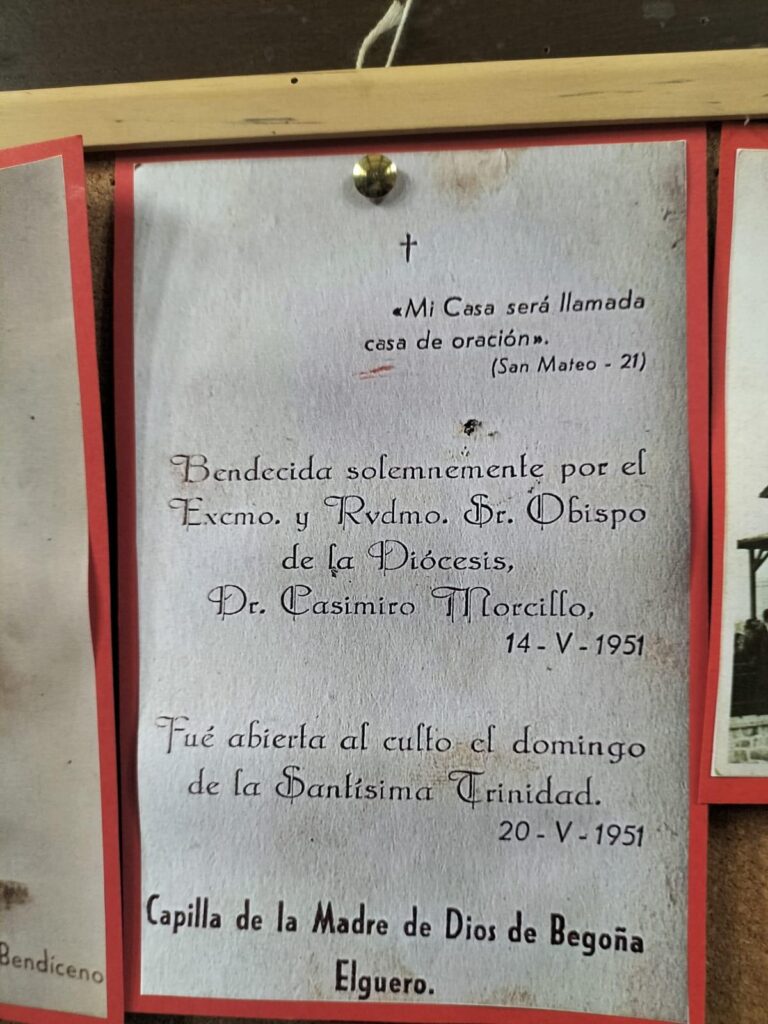 «Mi Casa será llamada
casa de oración».
(San Mateo - 21)
Bendecida solemnemente por el
Excmo. y Rvdmo. Sr. Obispo
de la Diócesis,
Dr. Casimiro Morcillo,
14 - V - 1951
Fué abierta al culto el domingo
de la Santísima Trinidad.
20 - V - 1951
Capilla de la Madre de Dios de Begoña
Elguero.
Bendíceno